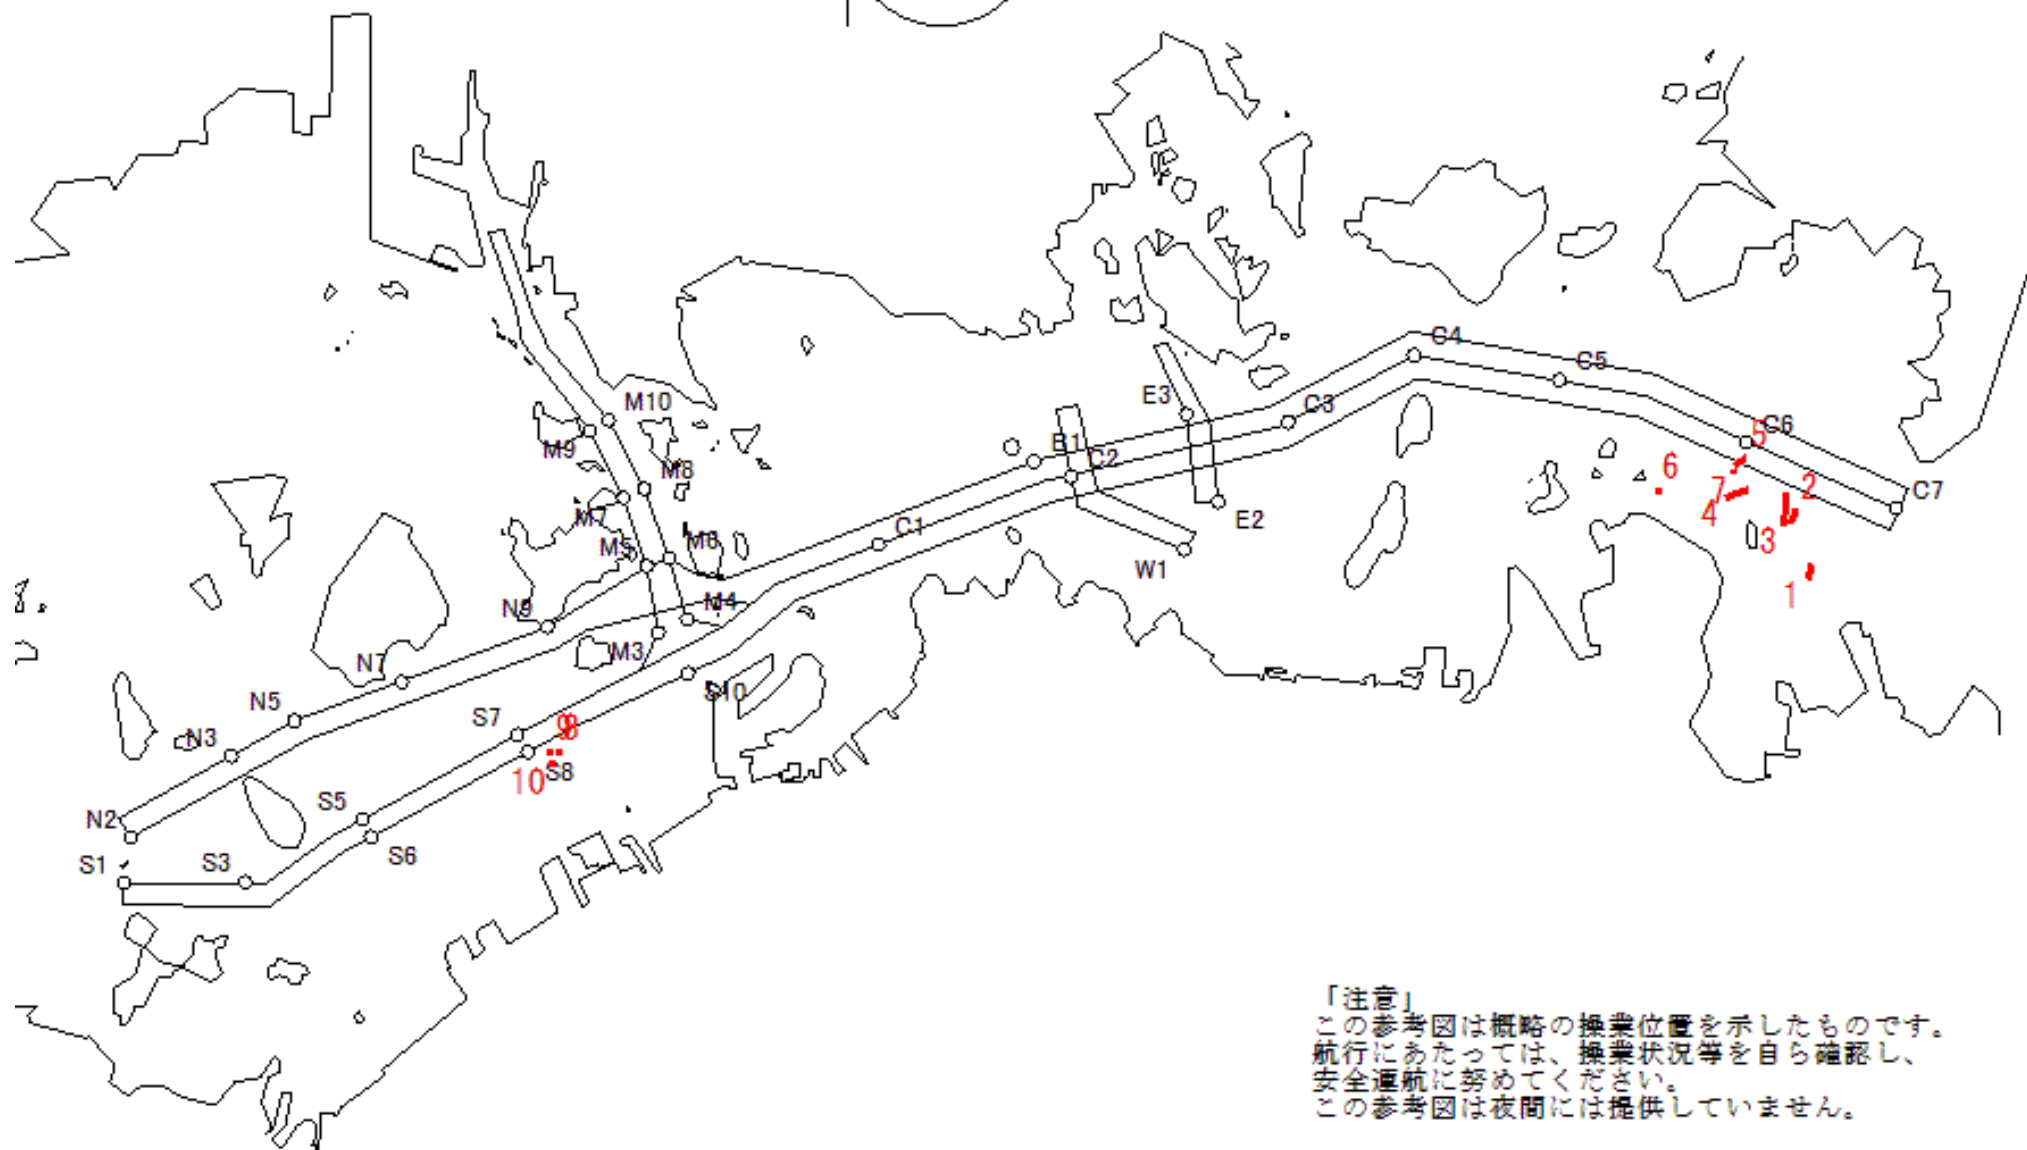 C4
C5
M10
E3
C3
B1
C6
5
M9
M8
C2
6
7
2
C7
4
E2
M7
M6
3
M5
C1
W1
1
N9
M4
M3
N7
S10
N5
S7
9
8
N3
S8
10
S5
N2
S6
S1
S3
「注意」
この参考図は概略の操業位置を示したものです。
航行にあたっては、操業状況等を自ら確認し、
安全運航に努めてください。
この参考図は夜間には提供していません。